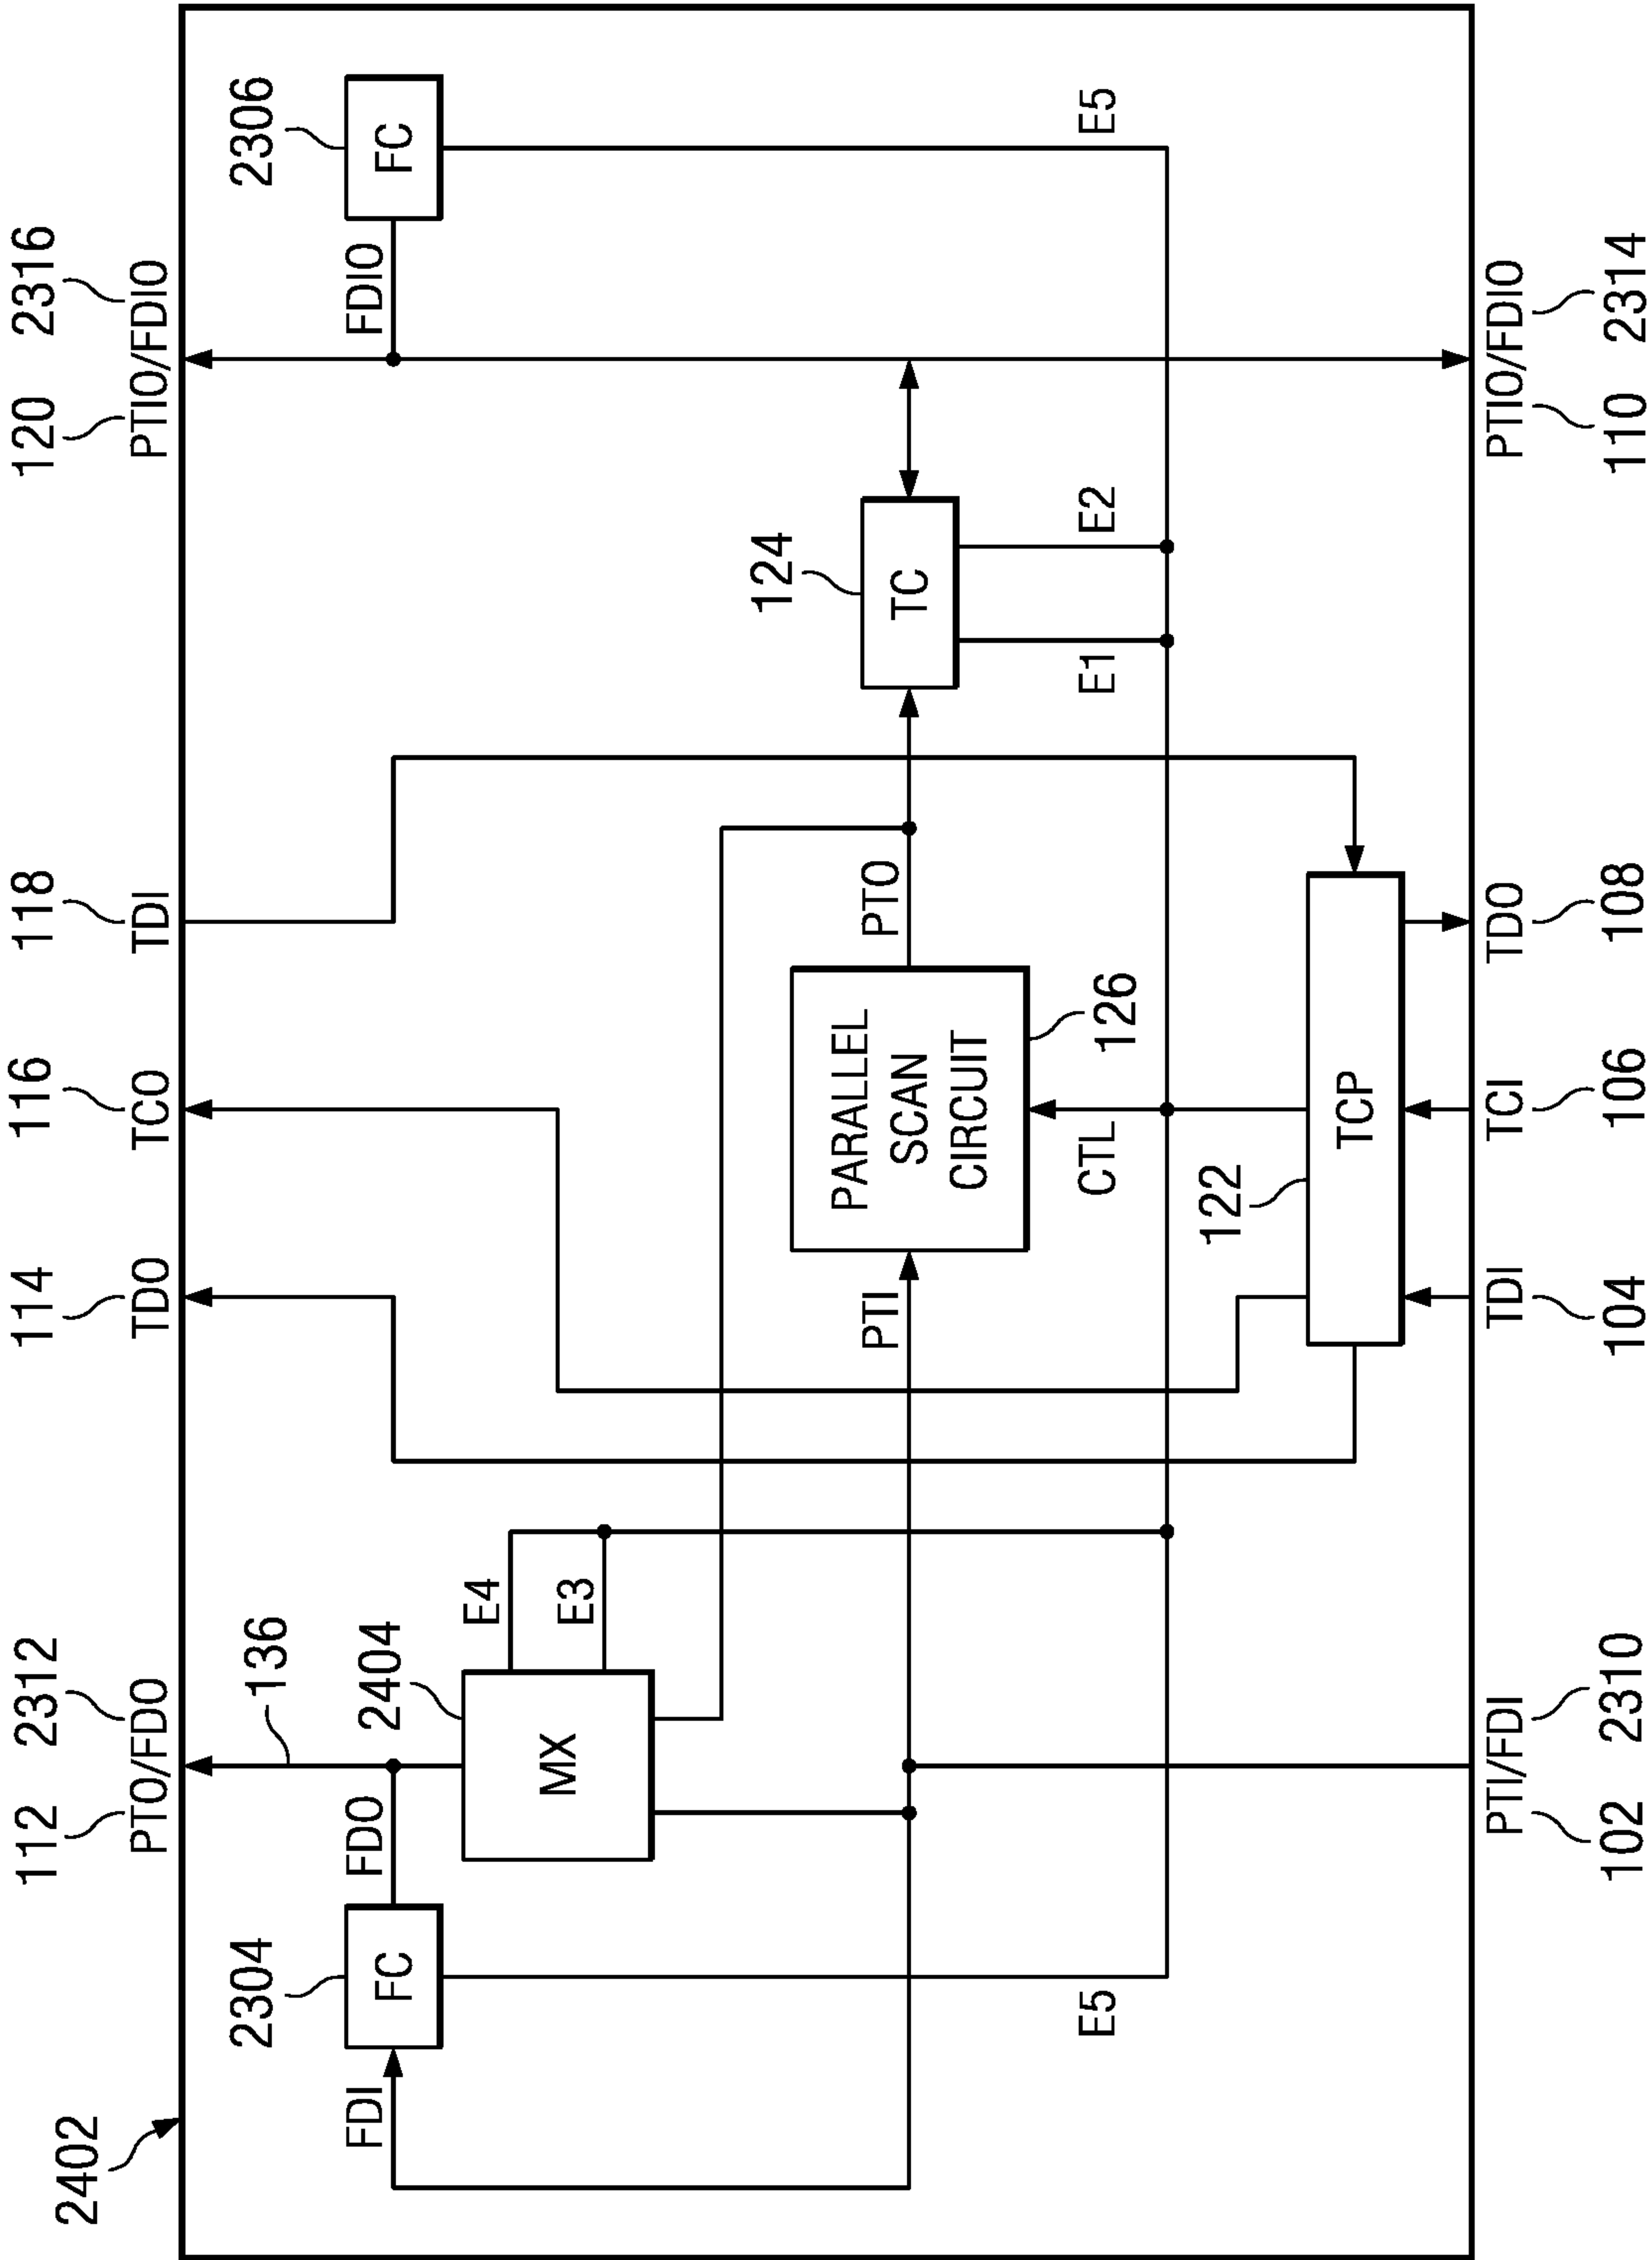 2402
112 2312
PTO/FDO
136
114
TDO
116
TCO
118
TDI
120 2316
PTIO/FDIO
2304
FDI
FC
FDO
2404
MX
E4
E3
FDIO
FC
2306
PTI
PARALLEL
SCAN
CIRCUIT
126
PTO
124
TC
E5
CTL
E1
E2
E5
122
TCP
PTI/FDI
102 2310
TDI
104
TCI
106
TDO
108
PTIO/FDIO
110 2314